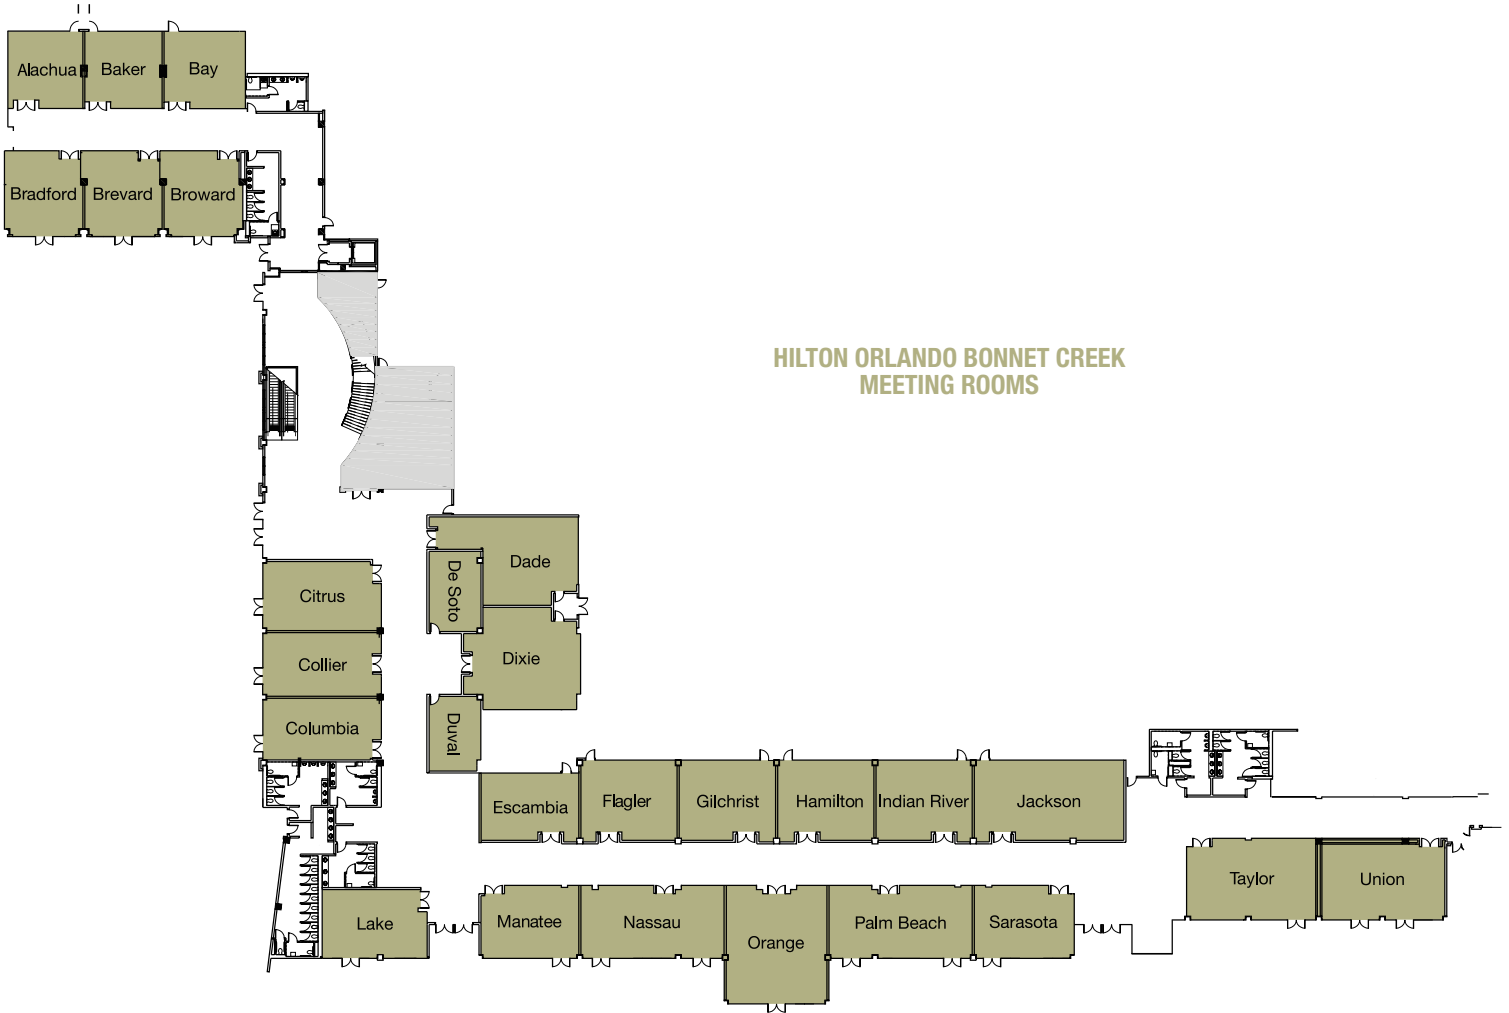 Alachua
Baker
Bay
Bradford
Brevard
Broward
HILTON ORLANDO BONNET CREEK
MEETING ROOMS
Dade
De Soto
Citrus
Collier
Dixie
Columbia
Duval
Escambia
Flagler
Gilchrist
Hamilton
Indian River
Jackson
Taylor
Union
Lake
Manatee
Nassau
Orange
Palm Beach
Sarasota